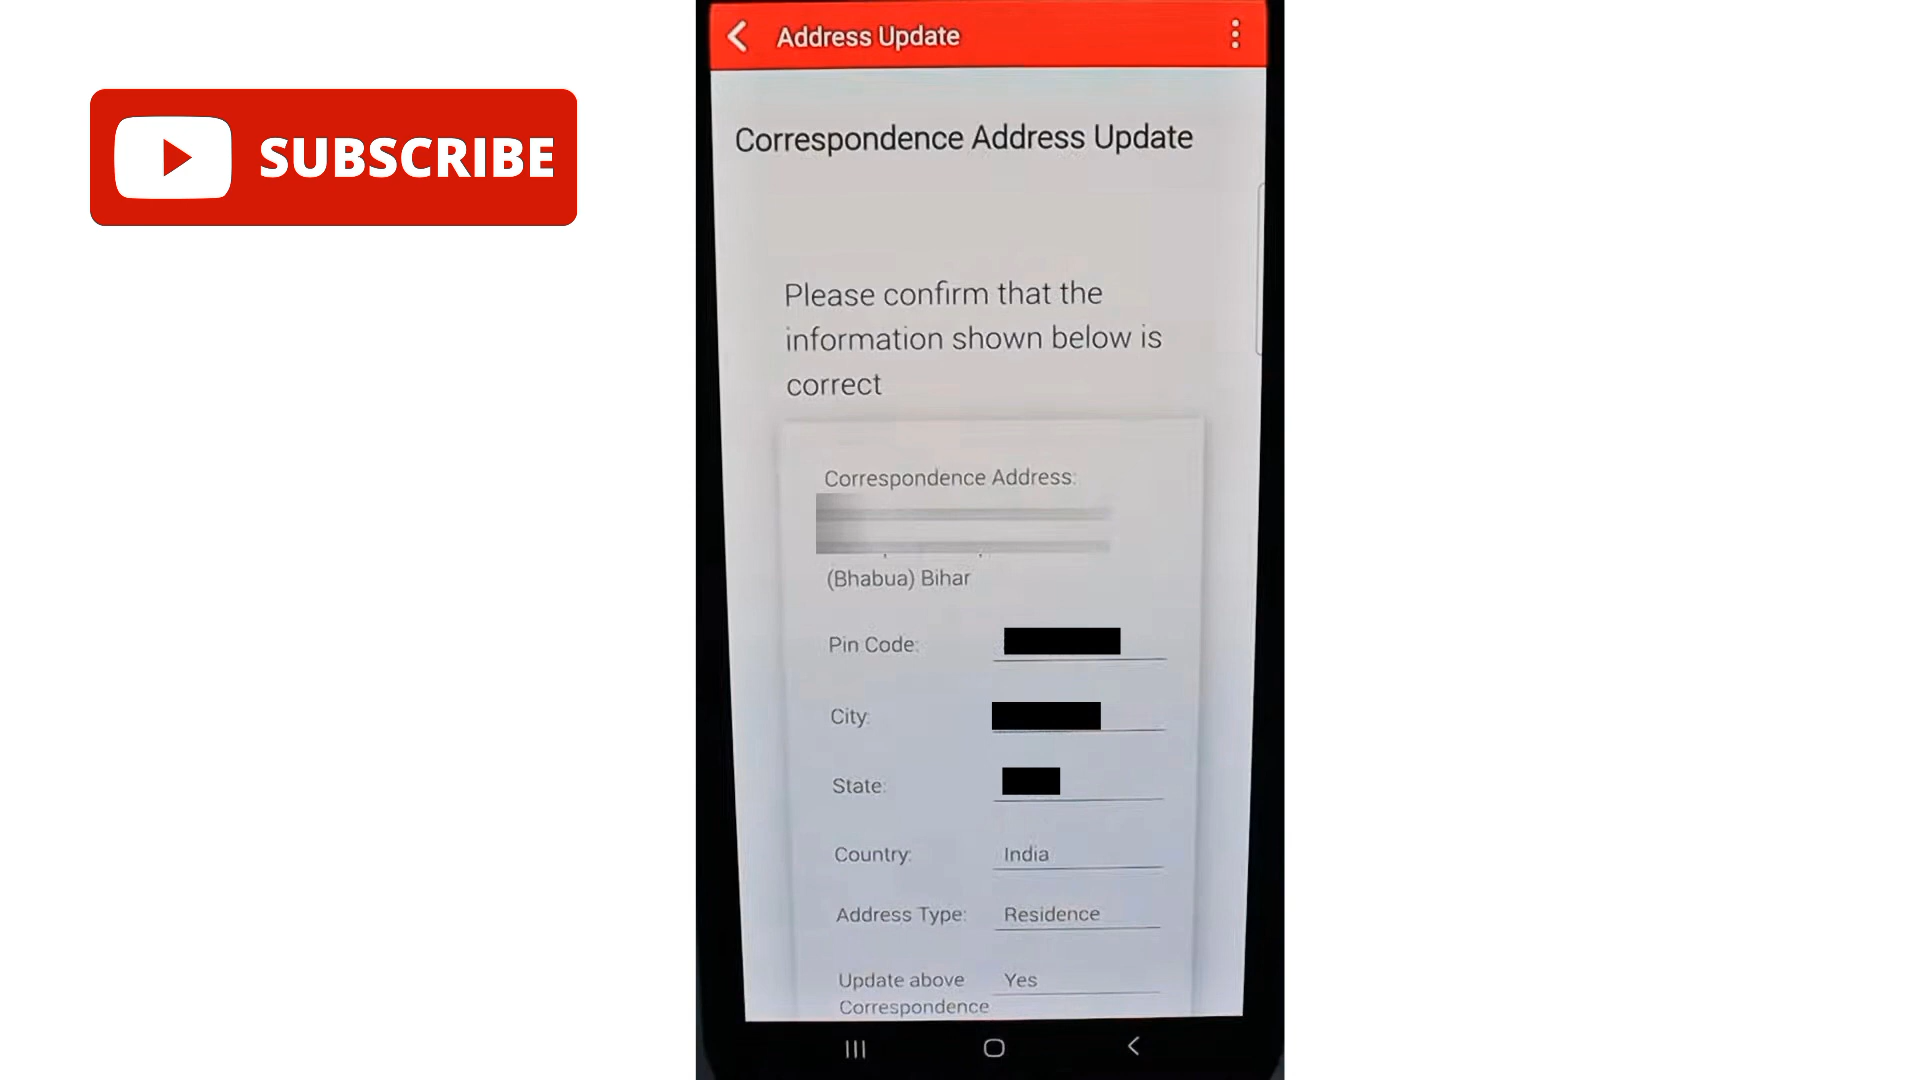 SUBSCRIBE
Address Update
Correspondence Address Update
Please confirm that the
information shown below is
correct
Correspondence Address:
(Bhabua) Bihar
Pin Code:
City:
State:
Country: India
Address Type: Residence
Update above Yes
Correspondence